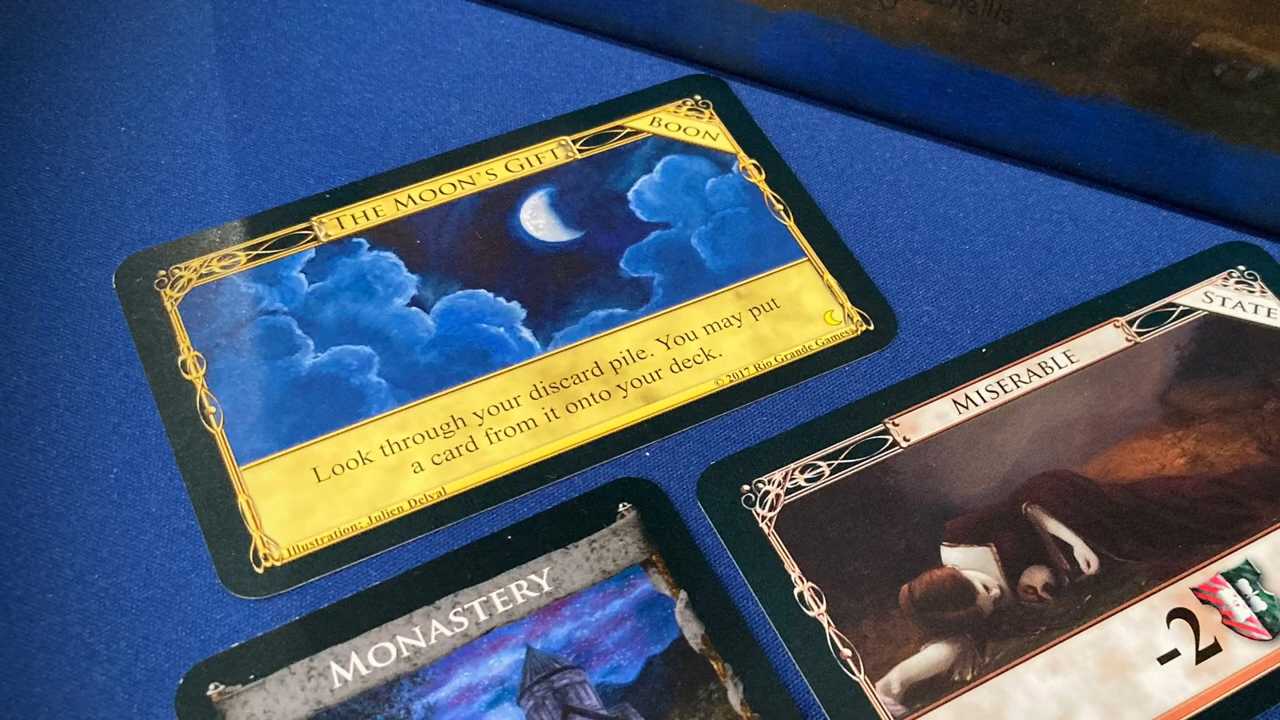 BOON
THE MOON'S GIFT
Look through your discard pile. You may put
a card from it onto your deck.
Illustration: Julien Delval
© 2017 Rio Grande Games
STATE
MISERABLE
-2
MONASTERY